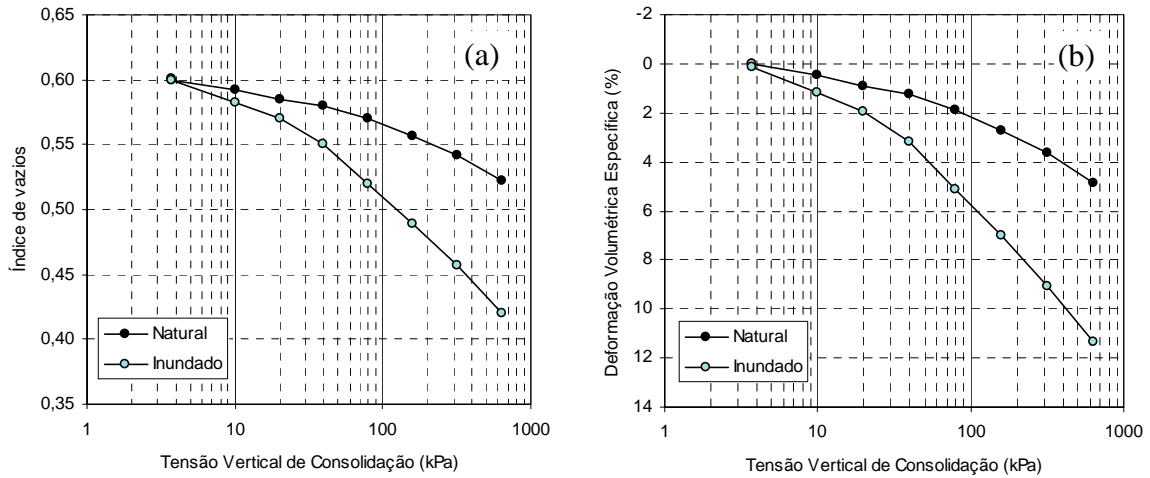 0,65
0,60
0,55
0,50
0,45
0,40
0,35
Índice de vazios
(a)
Natural
Inundado
1 10 100 1000
Tensão Vertical de Consolidação (kPa)
-2
0
2
4
6
8
10
12
14
Deformação Volumétrica Específica (%)
(b)
Natural
Inundado
1 10 100 1000
Tensão Vertical de Consolidação (kPa)